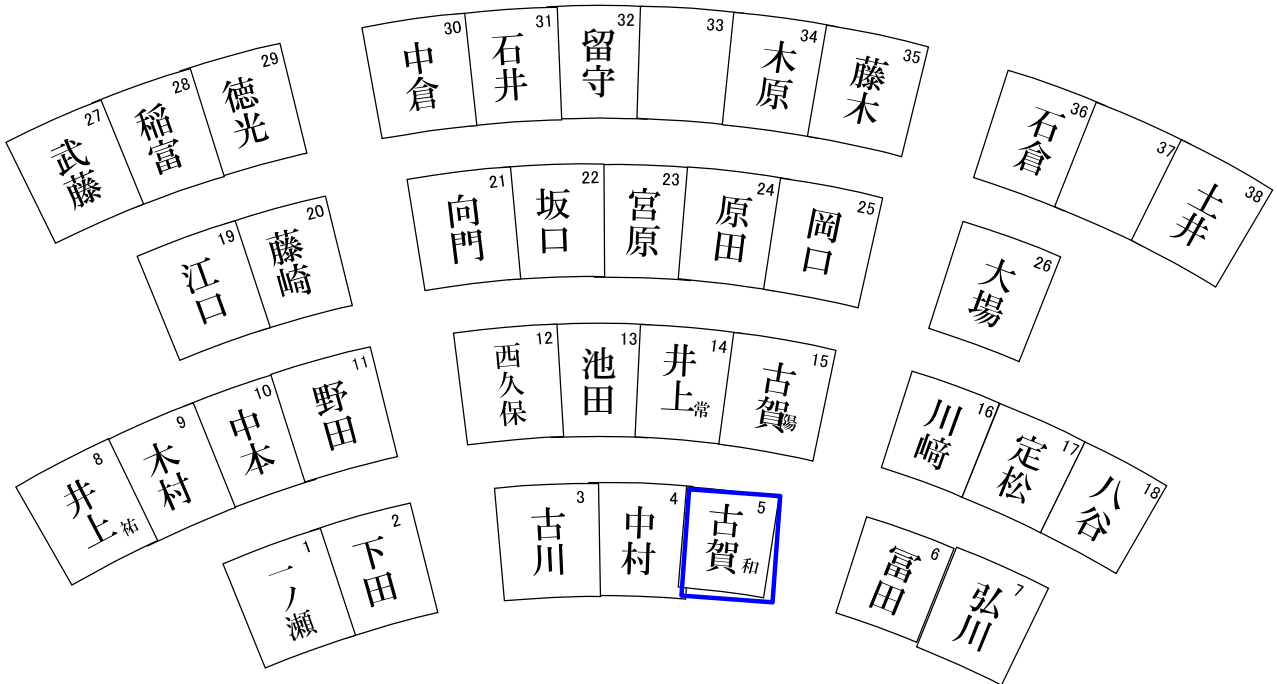 30 中倉
31 石井
32 留守
33
34 木原
35 藤木
27 武藤
28 稲富
29 徳光
36 石倉
37
38 土井
19 江口
20 藤崎
21 向門
22 坂口
23 宮原
24 原田
25 岡口
26 大場
8 井上祐
9 木村
10 中本
11 野田
12 西久保
13 池田
14 井上常
15 古賀陽
16 川﨑
17 定松
18 八谷
1 一ノ瀬
2 下田
3 古川
4 中村
5 古賀和
6 冨田
7 弘川